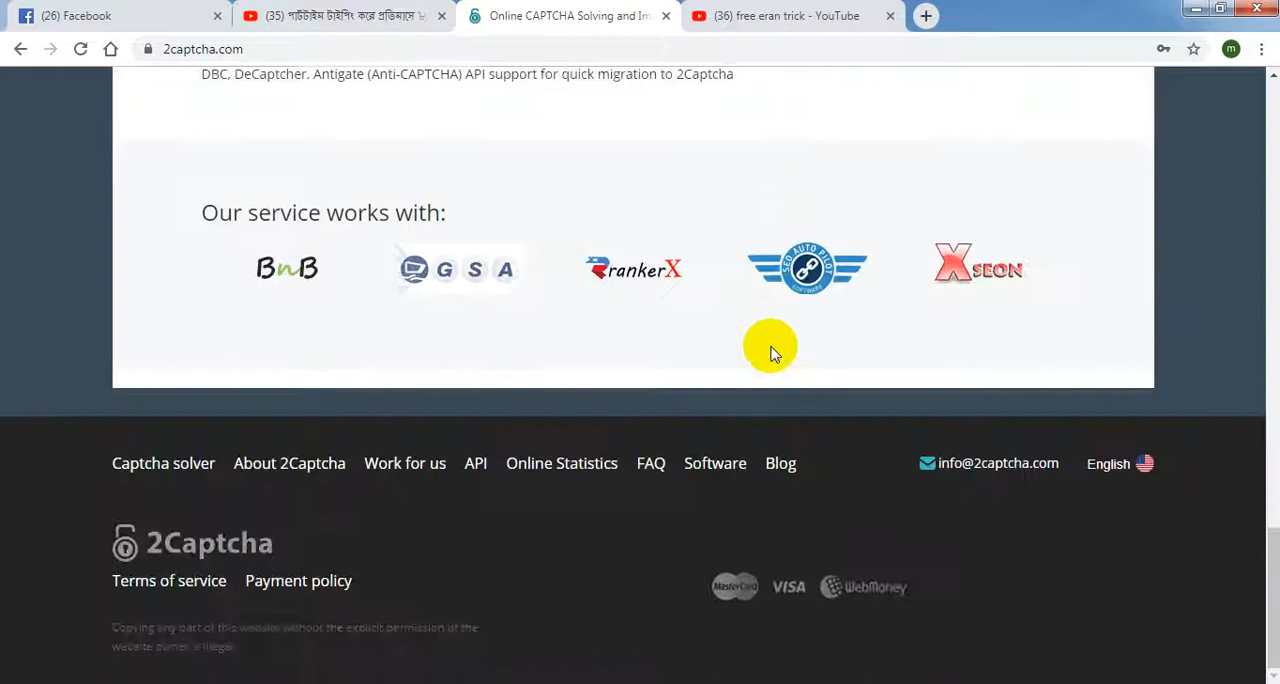 (26) Facebook
(35) পার্টটাইম টাইপিং করে প্রতিমাসে
Online CAPTCHA Solving and Im
(36) free eran trick - YouTube
2captcha.com
m
DBC, DeCaptcher, Antigate (Anti-CAPTCHA) API support for quick migration to 2Captcha
Our service works with:
BnB
GSA
rankerX
SEO AUTO PILOT
SOFTWARE
XSEON
Captcha solver About 2Captcha Work for us API Online Statistics FAQ Software Blog
info@2captcha.com
English
2Captcha
Terms of service Payment policy
MasterCard VISA WebMoney
Copying any part of this website without the explicit permission of the
website owner is illegal